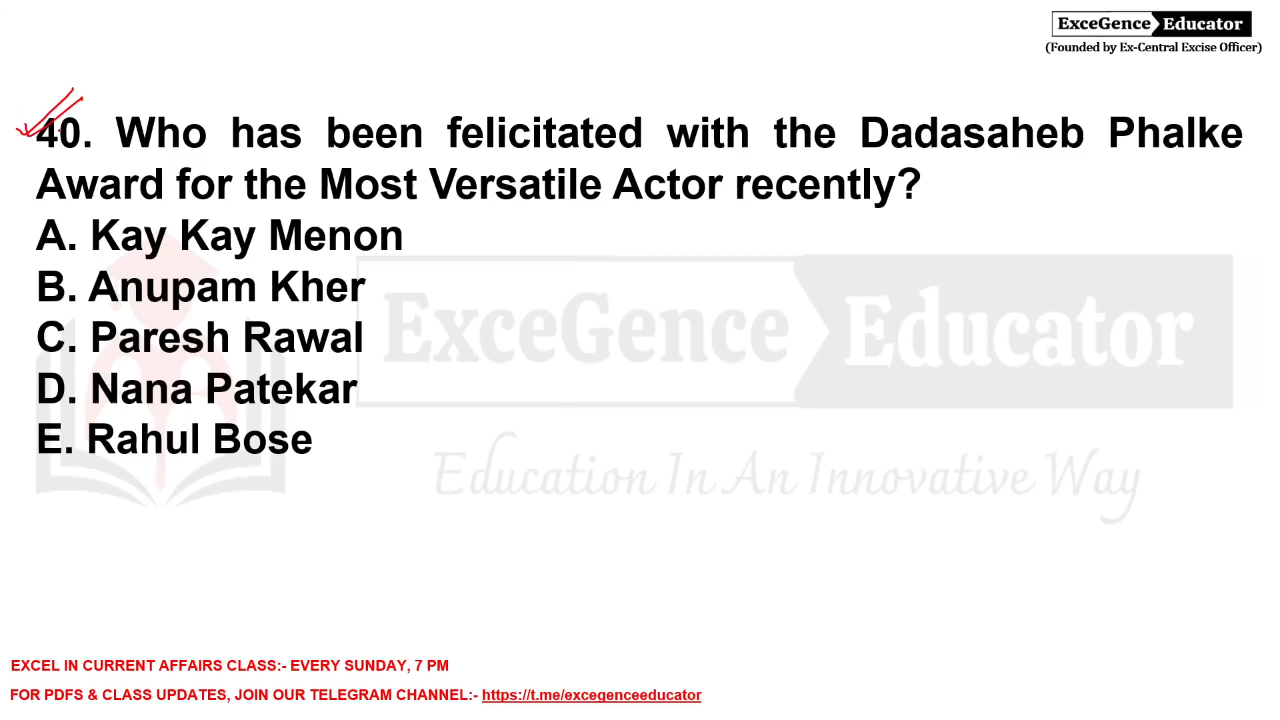 ExceGence Educator
(Founded by Ex-Central Excise Officer)
40. Who has been felicitated with the Dadasaheb Phalke
Award for the Most Versatile Actor recently?
A. Kay Kay Menon
B. Anupam Kher
C. Paresh Rawal
D. Nana Patekar
E. Rahul Bose
ExceGence Educator
Education In An Innovative Way
EXCEL IN CURRENT AFFAIRS CLASS:- EVERY SUNDAY, 7 PM
FOR PDFS & CLASS UPDATES, JOIN OUR TELEGRAM CHANNEL:- https://t.me/excegenceeducator